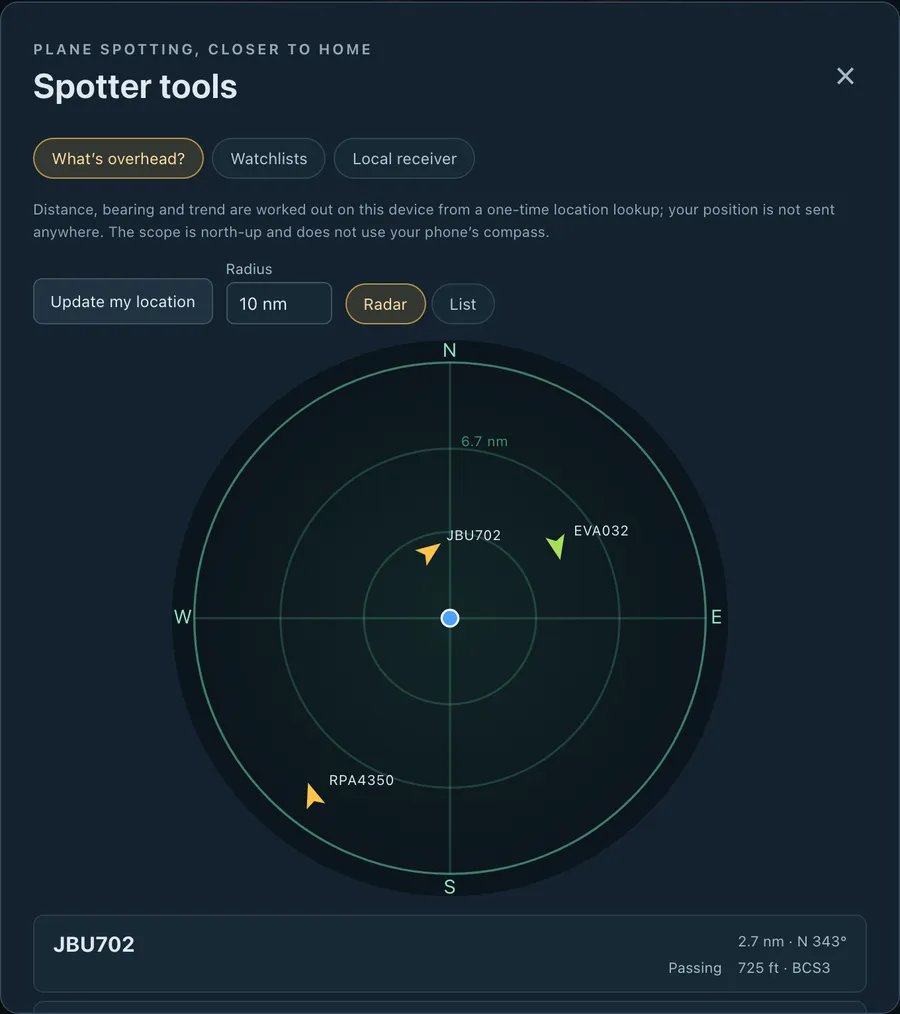 PLANE SPOTTING, CLOSER TO HOME
Spotter tools
What's overhead?
Watchlists
Local receiver
Distance, bearing and trend are worked out on this device from a one-time location lookup; your position is not sent
anywhere. The scope is north-up and does not use your phone's compass.
Radius
Update my location
10 nm
Radar
List
N
6.7 nm
EVA032
JBU702
W
E
RPA4350
S
JBU702
2.7 nm · N 343°
Passing 725 ft · BCS3